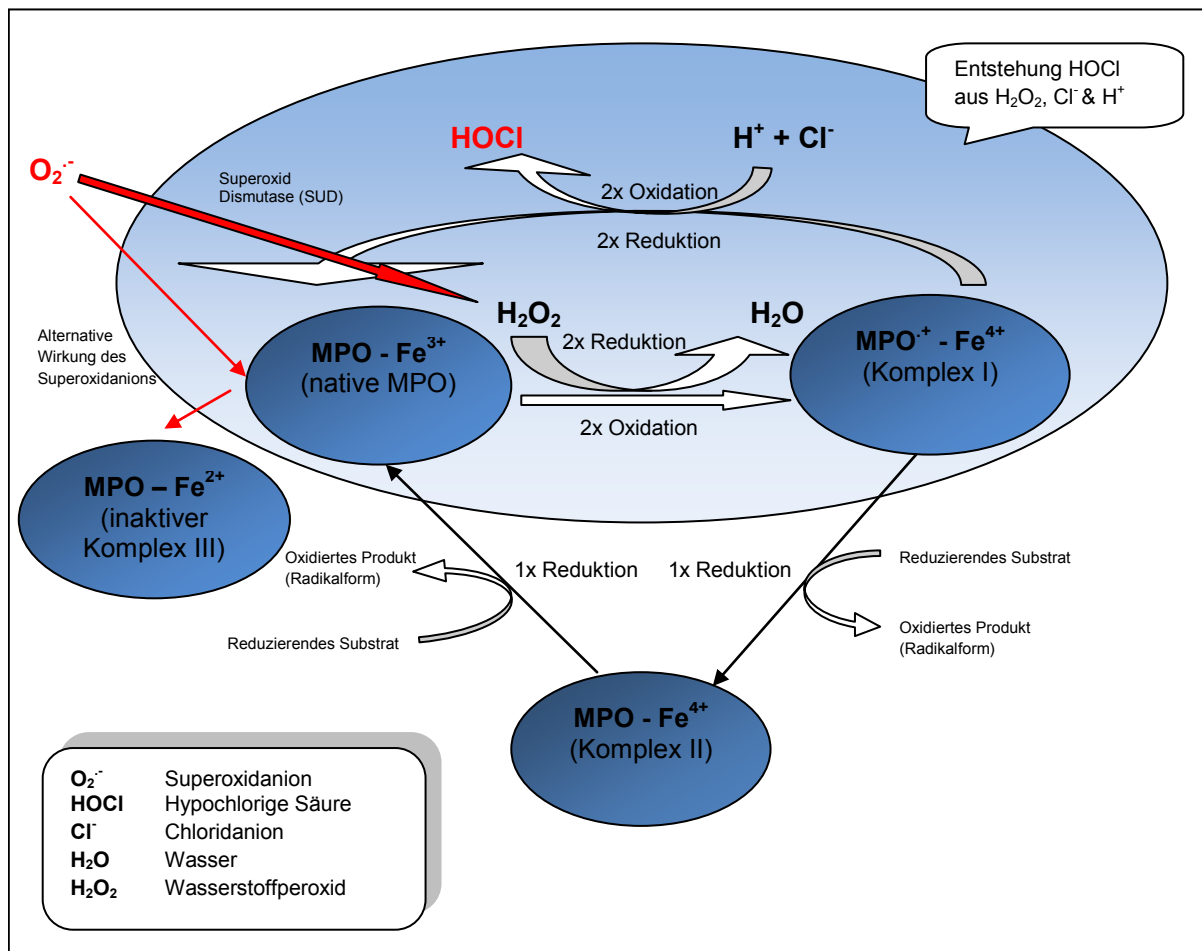 Entstehung HOCl
aus H₂O₂, Cl⁻ & H⁺
HOCl
H⁺ + Cl⁻
O₂·⁻
Superoxid
Dismutase (SUD)
2x Oxidation
2x Reduktion
Alternative
Wirkung des
Superoxidanions
H₂O₂
2x Reduktion
H₂O
2x Oxidation
MPO - Fe³⁺
(native MPO)
MPO·⁺ - Fe⁴⁺
(Komplex I)
MPO – Fe²⁺
(inaktiver
Komplex III)
Oxidiertes Produkt
(Radikalform)
1x Reduktion
Reduzierendes Substrat
1x Reduktion
Reduzierendes Substrat
Oxidiertes Produkt
(Radikalform)
MPO - Fe⁴⁺
(Komplex II)
O₂·⁻ Superoxidanion
HOCl Hypochlorige Säure
Cl⁻ Chloridanion
H₂O Wasser
H₂O₂ Wasserstoffperoxid